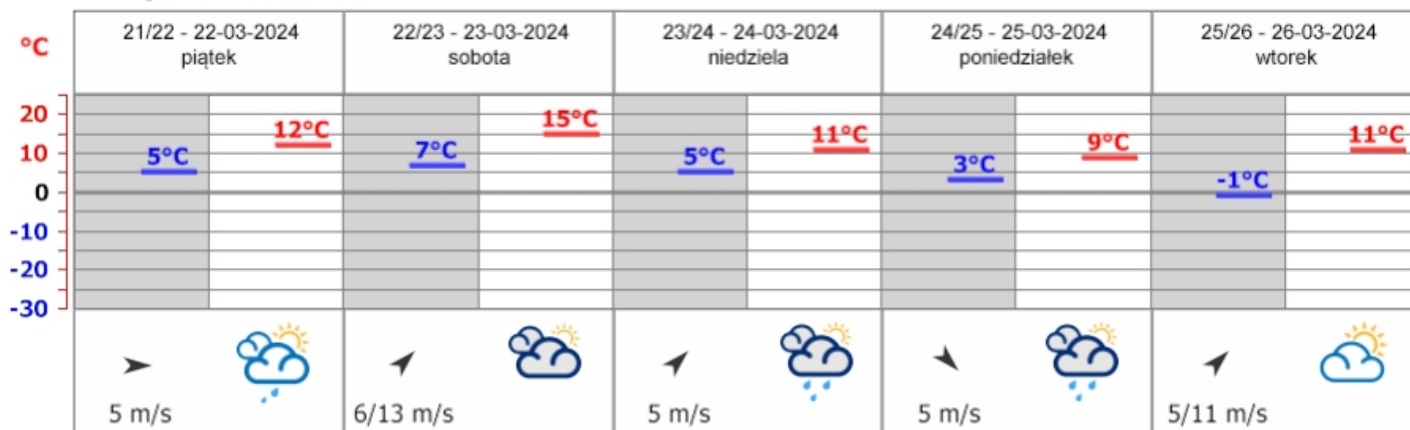 °C
21/22 - 22-03-2024
piątek
22/23 - 23-03-2024
sobota
23/24 - 24-03-2024
niedziela
24/25 - 25-03-2024
poniedziałek
25/26 - 26-03-2024
wtorek
20
10
0
-10
-20
-30
5°C
12°C
7°C
15°C
5°C
11°C
3°C
9°C
-1°C
11°C
5 m/s
6/13 m/s
5 m/s
5 m/s
5/11 m/s